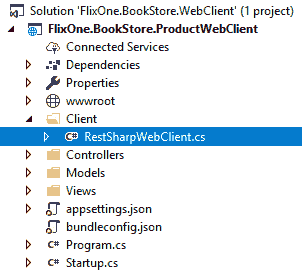 Solution 'FlixOne.BookStore.WebClient' (1 project)
FlixOne.BookStore.ProductWebClient
Connected Services
Dependencies
Properties
wwwroot
Client
C# RestSharpWebClient.cs
Controllers
Models
Views
appsettings.json
bundleconfig.json
C# Program.cs
C# Startup.cs